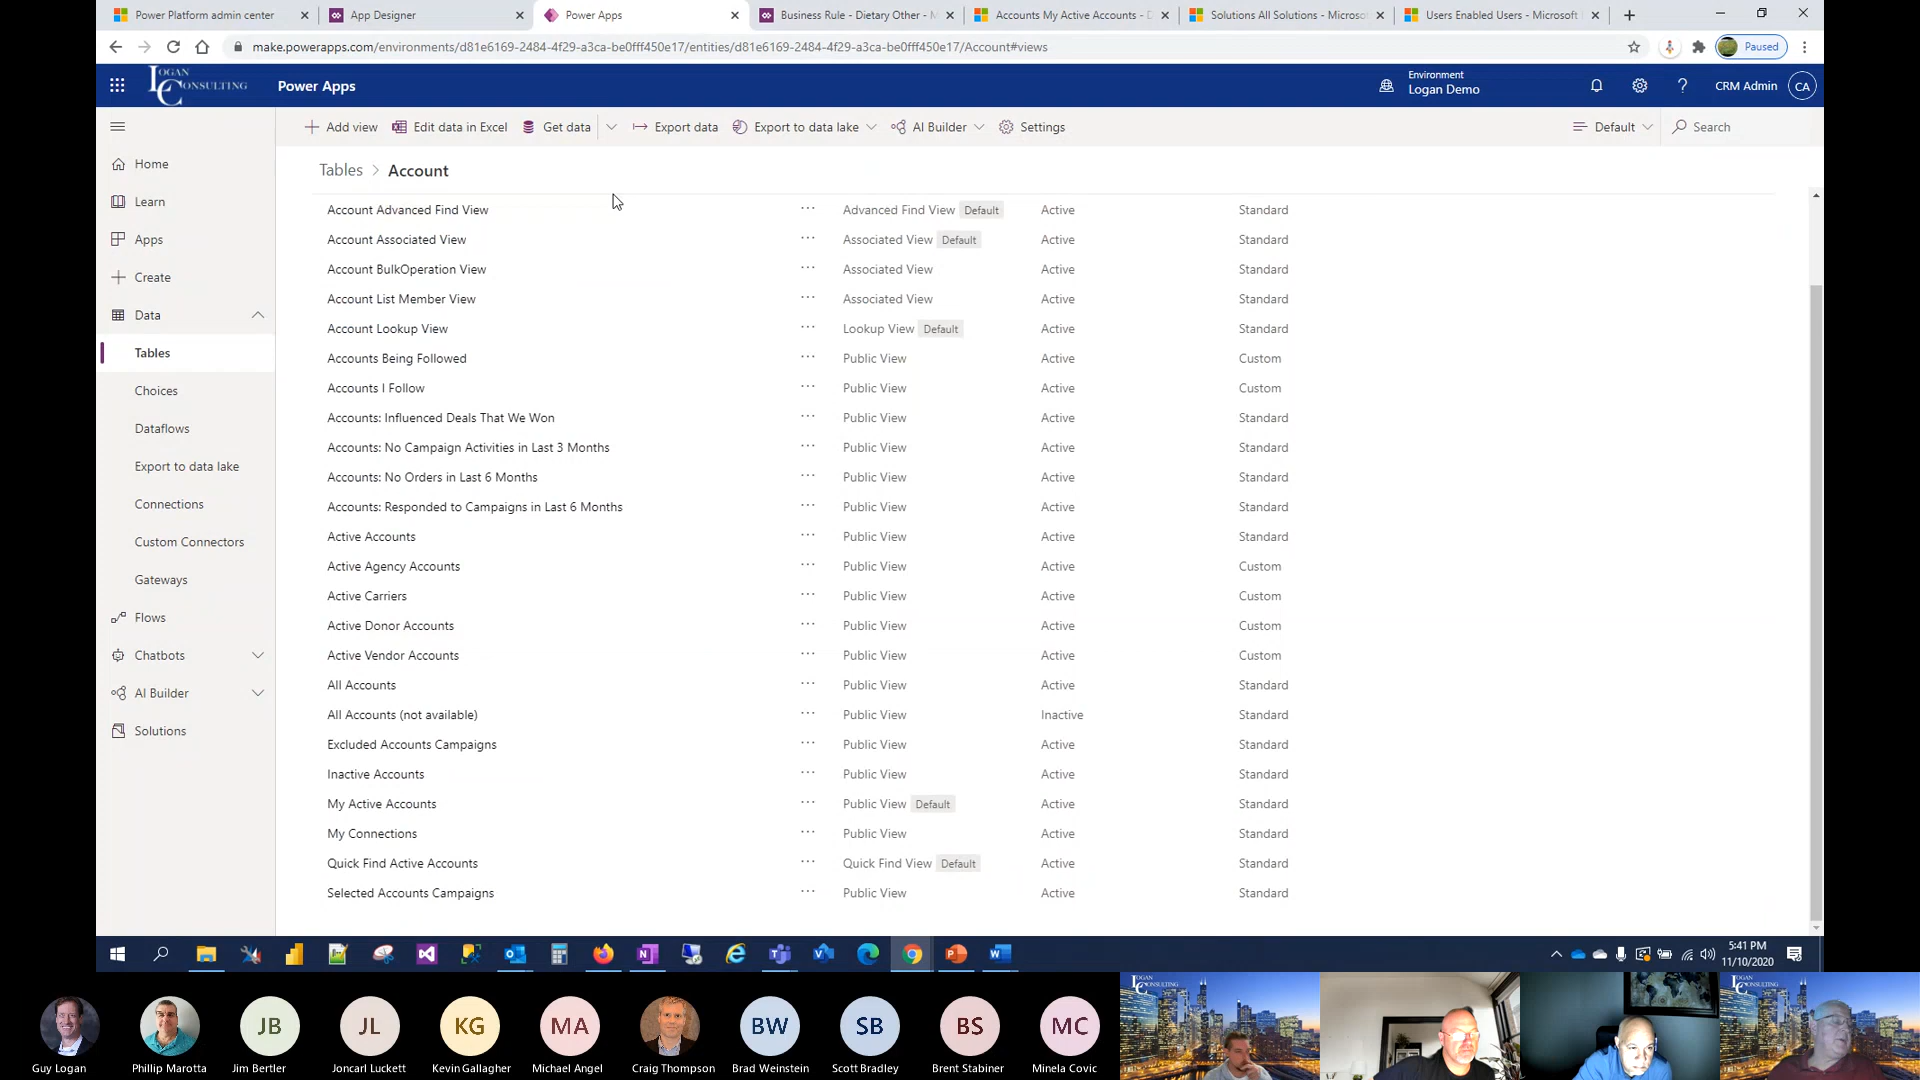 Power Platform admin center
App Designer
Power Apps
Business Rule - Dietary Other - M
Accounts My Active Accounts - D
Solutions All Solutions - Microsof
Users Enabled Users - Microsoft
make.powerapps.com/environments/d81e6169-2484-4f29-a3ca-be0fff450e17/entities/d81e6169-2484-4f29-a3ca-be0fff450e17/Account#views
Paused
LOGAN CONSULTING
Power Apps
Environment
Logan Demo
CRM Admin
CA
Add view
Edit data in Excel
Get data
Export data
Export to data lake
AI Builder
Settings
Default
Search
Home
Learn
Apps
Create
Data
Tables
Choices
Dataflows
Export to data lake
Connections
Custom Connectors
Gateways
Flows
Chatbots
AI Builder
Solutions
Tables > Account
Account Advanced Find View ... Advanced Find View Default Active Standard
Account Associated View ... Associated View Default Active Standard
Account BulkOperation View ... Associated View Active Standard
Account List Member View ... Associated View Active Standard
Account Lookup View ... Lookup View Default Active Standard
Accounts Being Followed ... Public View Active Custom
Accounts I Follow ... Public View Active Custom
Accounts: Influenced Deals That We Won ... Public View Active Standard
Accounts: No Campaign Activities in Last 3 Months ... Public View Active Standard
Accounts: No Orders in Last 6 Months ... Public View Active Standard
Accounts: Responded to Campaigns in Last 6 Months ... Public View Active Standard
Active Accounts ... Public View Active Standard
Active Agency Accounts ... Public View Active Custom
Active Carriers ... Public View Active Custom
Active Donor Accounts ... Public View Active Custom
Active Vendor Accounts ... Public View Active Custom
All Accounts ... Public View Active Standard
All Accounts (not available) ... Public View Inactive Standard
Excluded Accounts Campaigns ... Public View Active Standard
Inactive Accounts ... Public View Active Standard
My Active Accounts ... Public View Default Active Standard
My Connections ... Public View Active Standard
Quick Find Active Accounts ... Quick Find View Default Active Standard
Selected Accounts Campaigns ... Public View Active Standard
5:41 PM
11/10/2020
JB
JL
KG
MA
BW
SB
BS
MC
Guy Logan
Phillip Marotta
Jim Bertler
Joncarl Luckett
Kevin Gallagher
Michael Angel
Craig Thompson
Brad Weinstein
Scott Bradley
Brent Stabiner
Minela Covic
LOGAN CONSULTING
LOGAN CONSULTING